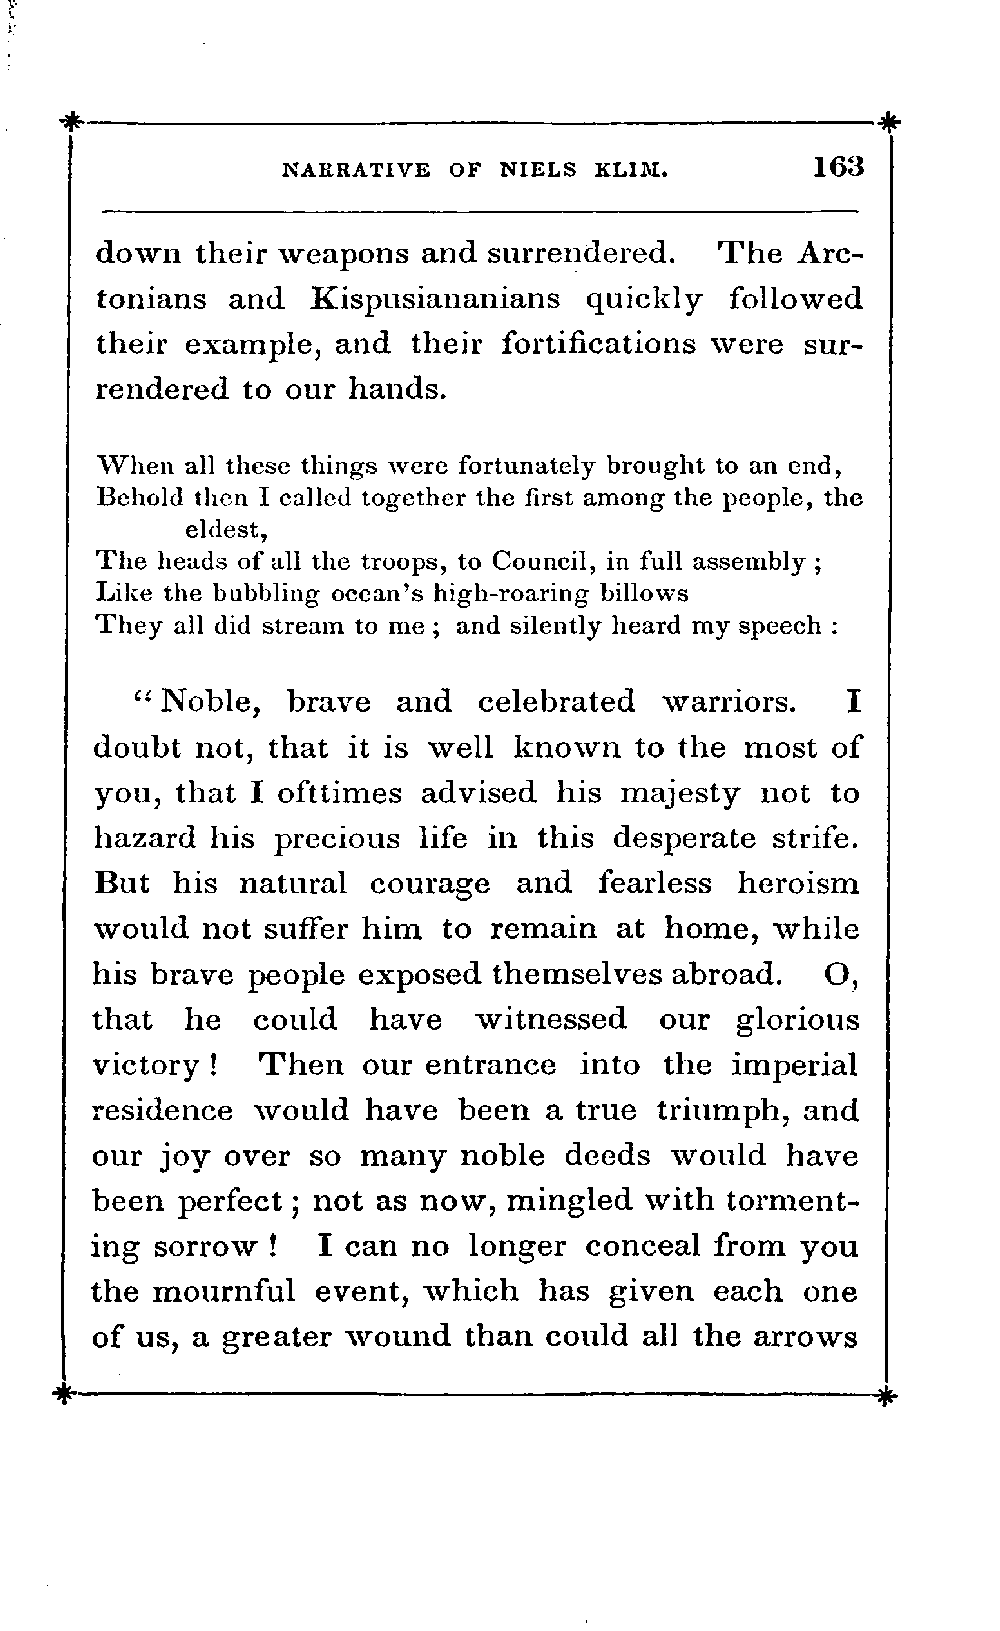 NARRATIVE OF NIELS KLIM. 163
down their weapons and surrendered. The Arc-
tonians and Kispusiananians quickly followed
their example, and their fortifications were sur-
rendered to our hands.
When all these things were fortunately brought to an end,
Behold then I called together the first among the people, the
eldest,
The heads of all the troops, to Council, in full assembly ;
Like the bubbling ocean's high-roaring billows
They all did stream to me ; and silently heard my speech :
“ Noble, brave and celebrated warriors. I
doubt not, that it is well known to the most of
you, that I ofttimes advised his majesty not to
hazard his precious life in this desperate strife.
But his natural courage and fearless heroism
would not suffer him to remain at home, while
his brave people exposed themselves abroad. O,
that he could have witnessed our glorious
victory ! Then our entrance into the imperial
residence would have been a true triumph, and
our joy over so many noble deeds would have
been perfect ; not as now, mingled with torment-
ing sorrow ! I can no longer conceal from you
the mournful event, which has given each one
of us, a greater wound than could all the arrows